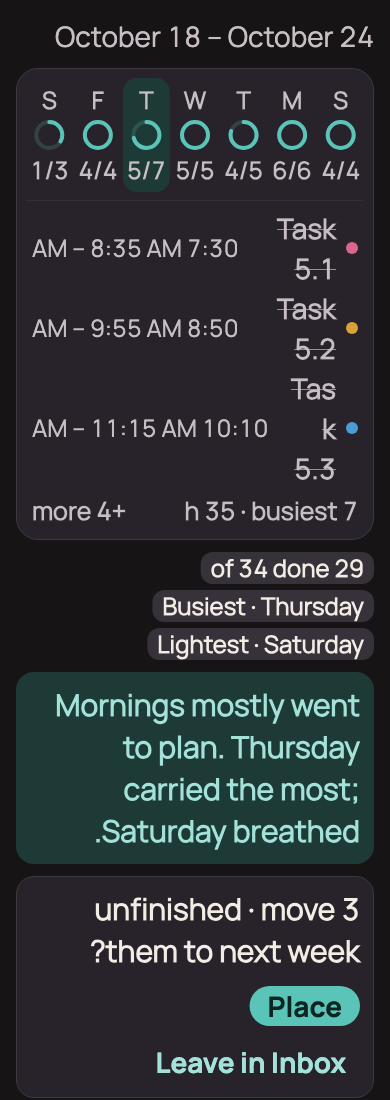 October 18 – October 24
S F T W T M S
1/3 4/4 5/7 5/5 4/5 6/6 4/4
AM – 8:35 AM 7:30
Task
5.1
AM – 9:55 AM 8:50
Task
5.2
AM – 11:15 AM 10:10
Tas
k
5.3
more 4+
h 35 · busiest 7
of 34 done 29
Busiest · Thursday
Lightest · Saturday
Mornings mostly went
to plan. Thursday
carried the most;
.Saturday breathed
unfinished · move 3
?them to next week
Place
Leave in Inbox